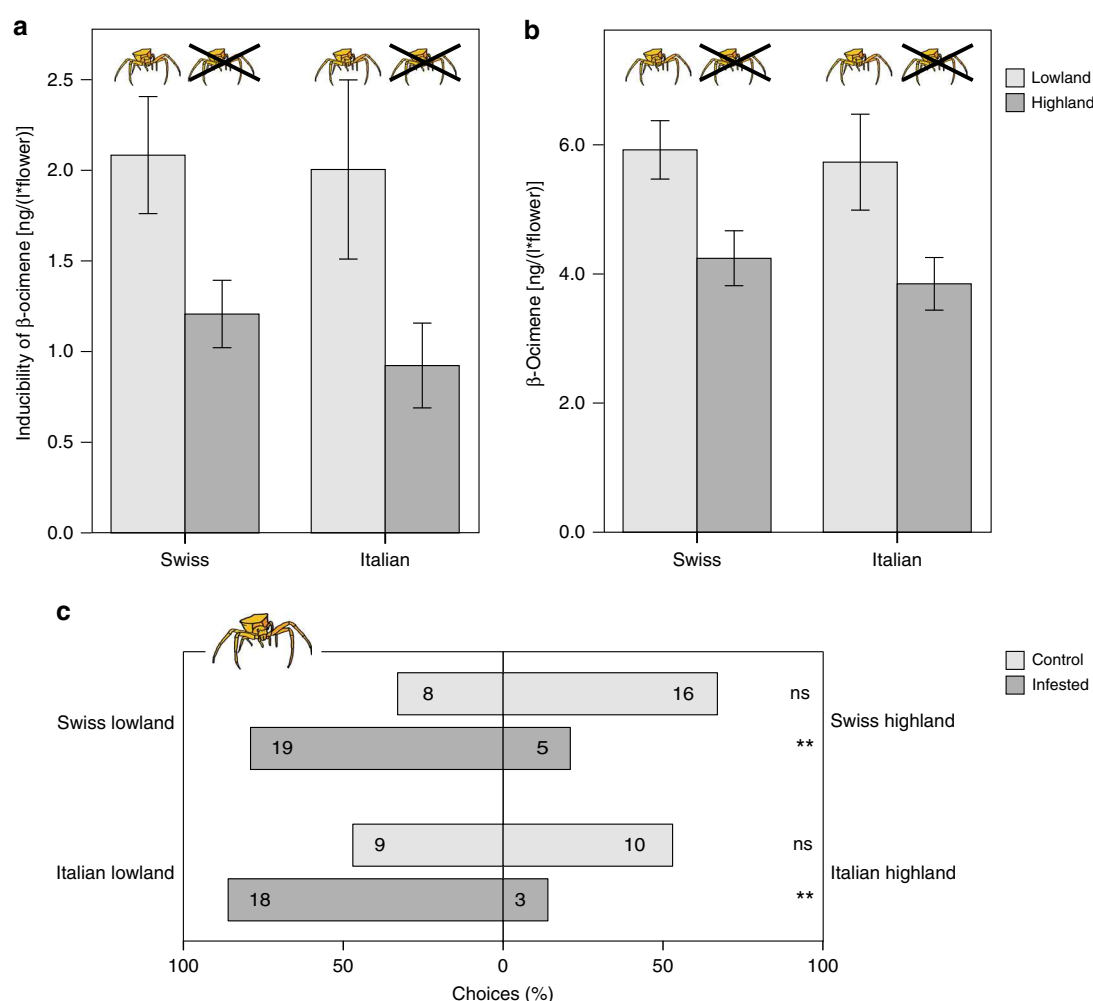 a
Inducibility of β-ocimene [ng/(l*flower)]
2.5
2.0
1.5
1.0
0.5
0.0
Swiss
Italian
b
β-Ocimene [ng/(l*flower)]
6.0
4.0
2.0
0.0
Swiss
Italian
Lowland
Highland
c
Swiss lowland
8
16
ns
19
5
**
Swiss highland
Italian lowland
9
10
ns
18
3
**
Italian highland
100
50
0
50
100
Choices (%)
Control
Infested